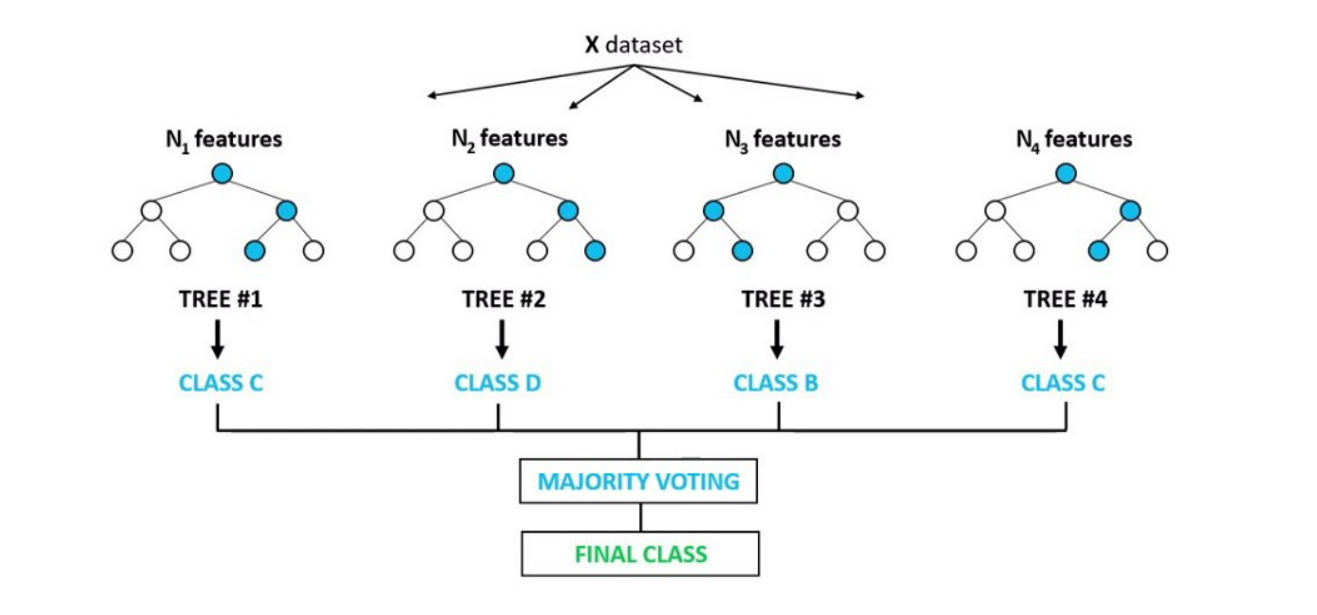 X dataset
N1 features
N2 features
N3 features
N4 features
TREE #1
TREE #2
TREE #3
TREE #4
CLASS C
CLASS D
CLASS B
CLASS C
MAJORITY VOTING
FINAL CLASS